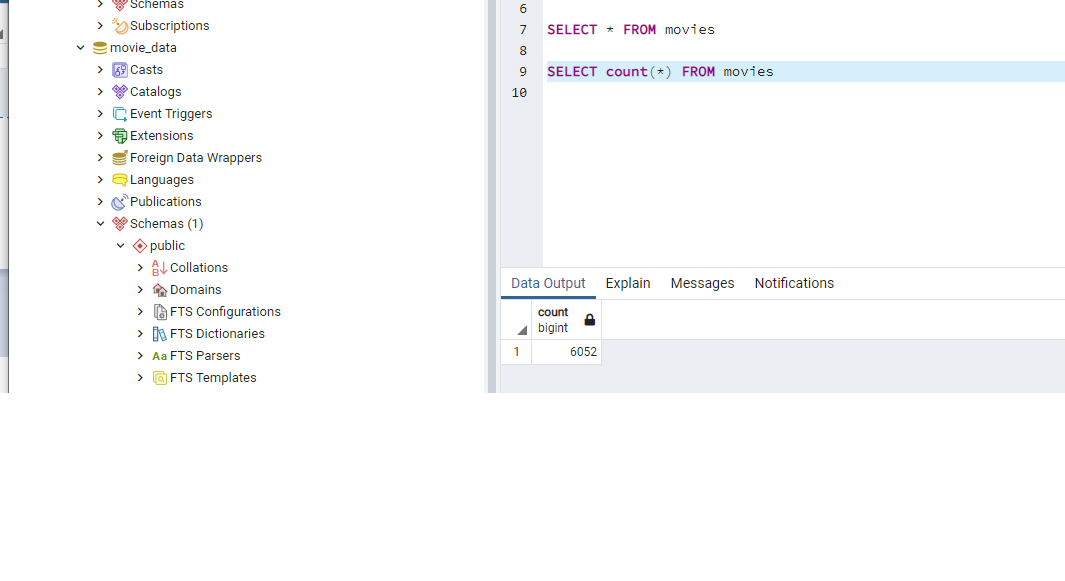 Schemas
Subscriptions
movie_data
Casts
Catalogs
Event Triggers
Extensions
Foreign Data Wrappers
Languages
Publications
Schemas (1)
public
Collations
Domains
FTS Configurations
FTS Dictionaries
Aa FTS Parsers
FTS Templates
6
7 SELECT * FROM movies
8
9 SELECT count(*) FROM movies
10
Data Output Explain Messages Notifications
count
bigint
1 6052